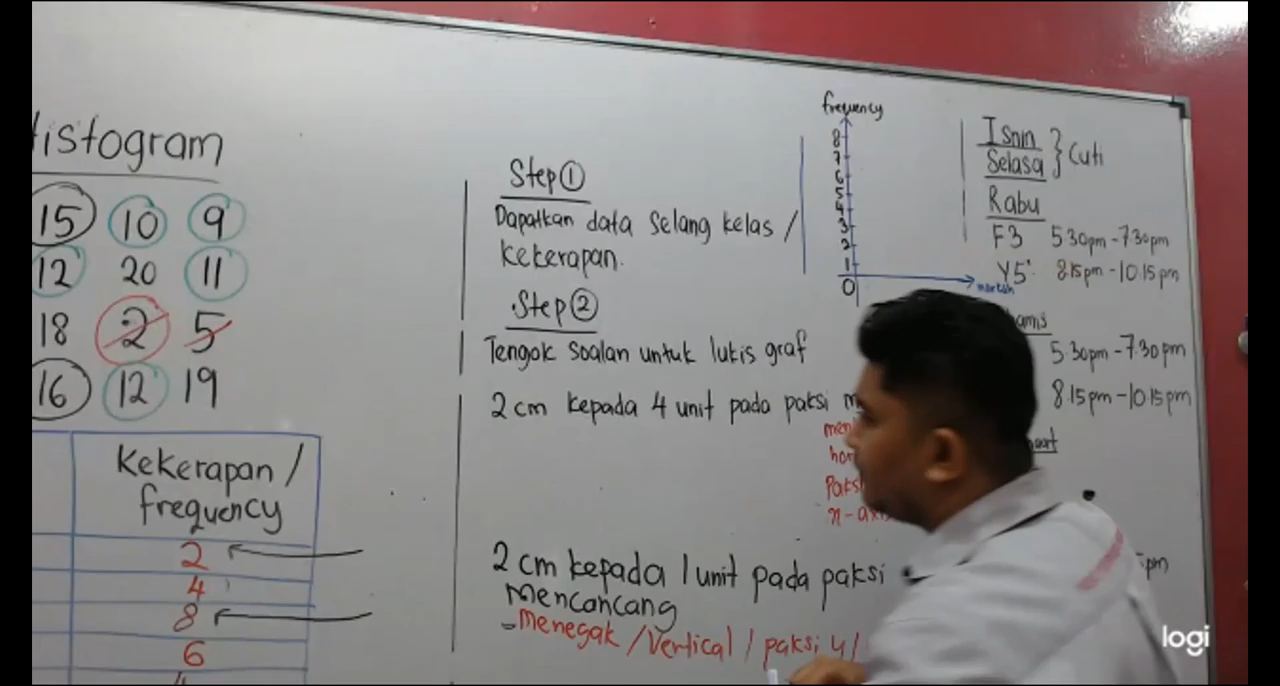 Histogram
15 10 9
12 20 11
18 2 5
16 12 19
Kekerapan /
frequency
2
4
8
6
Step 1
Dapatkan data selang kelas /
kekerapan.
Step 2
Tengok soalan untuk lukis graf
2 cm kepada 4 unit pada paksi
2 cm kepada 1 unit pada paksi
mencancang
- Menegak / Vertical / paksi y /
frequency
8
7
6
5
4
3
2
1
0
Isnin
Selasa } Cuti
Rabu
F3 5.30pm - 7.30pm
Y5 8.15pm - 10.15pm
5.30pm - 7.30pm
8.15pm - 10.15pm
pm
logi